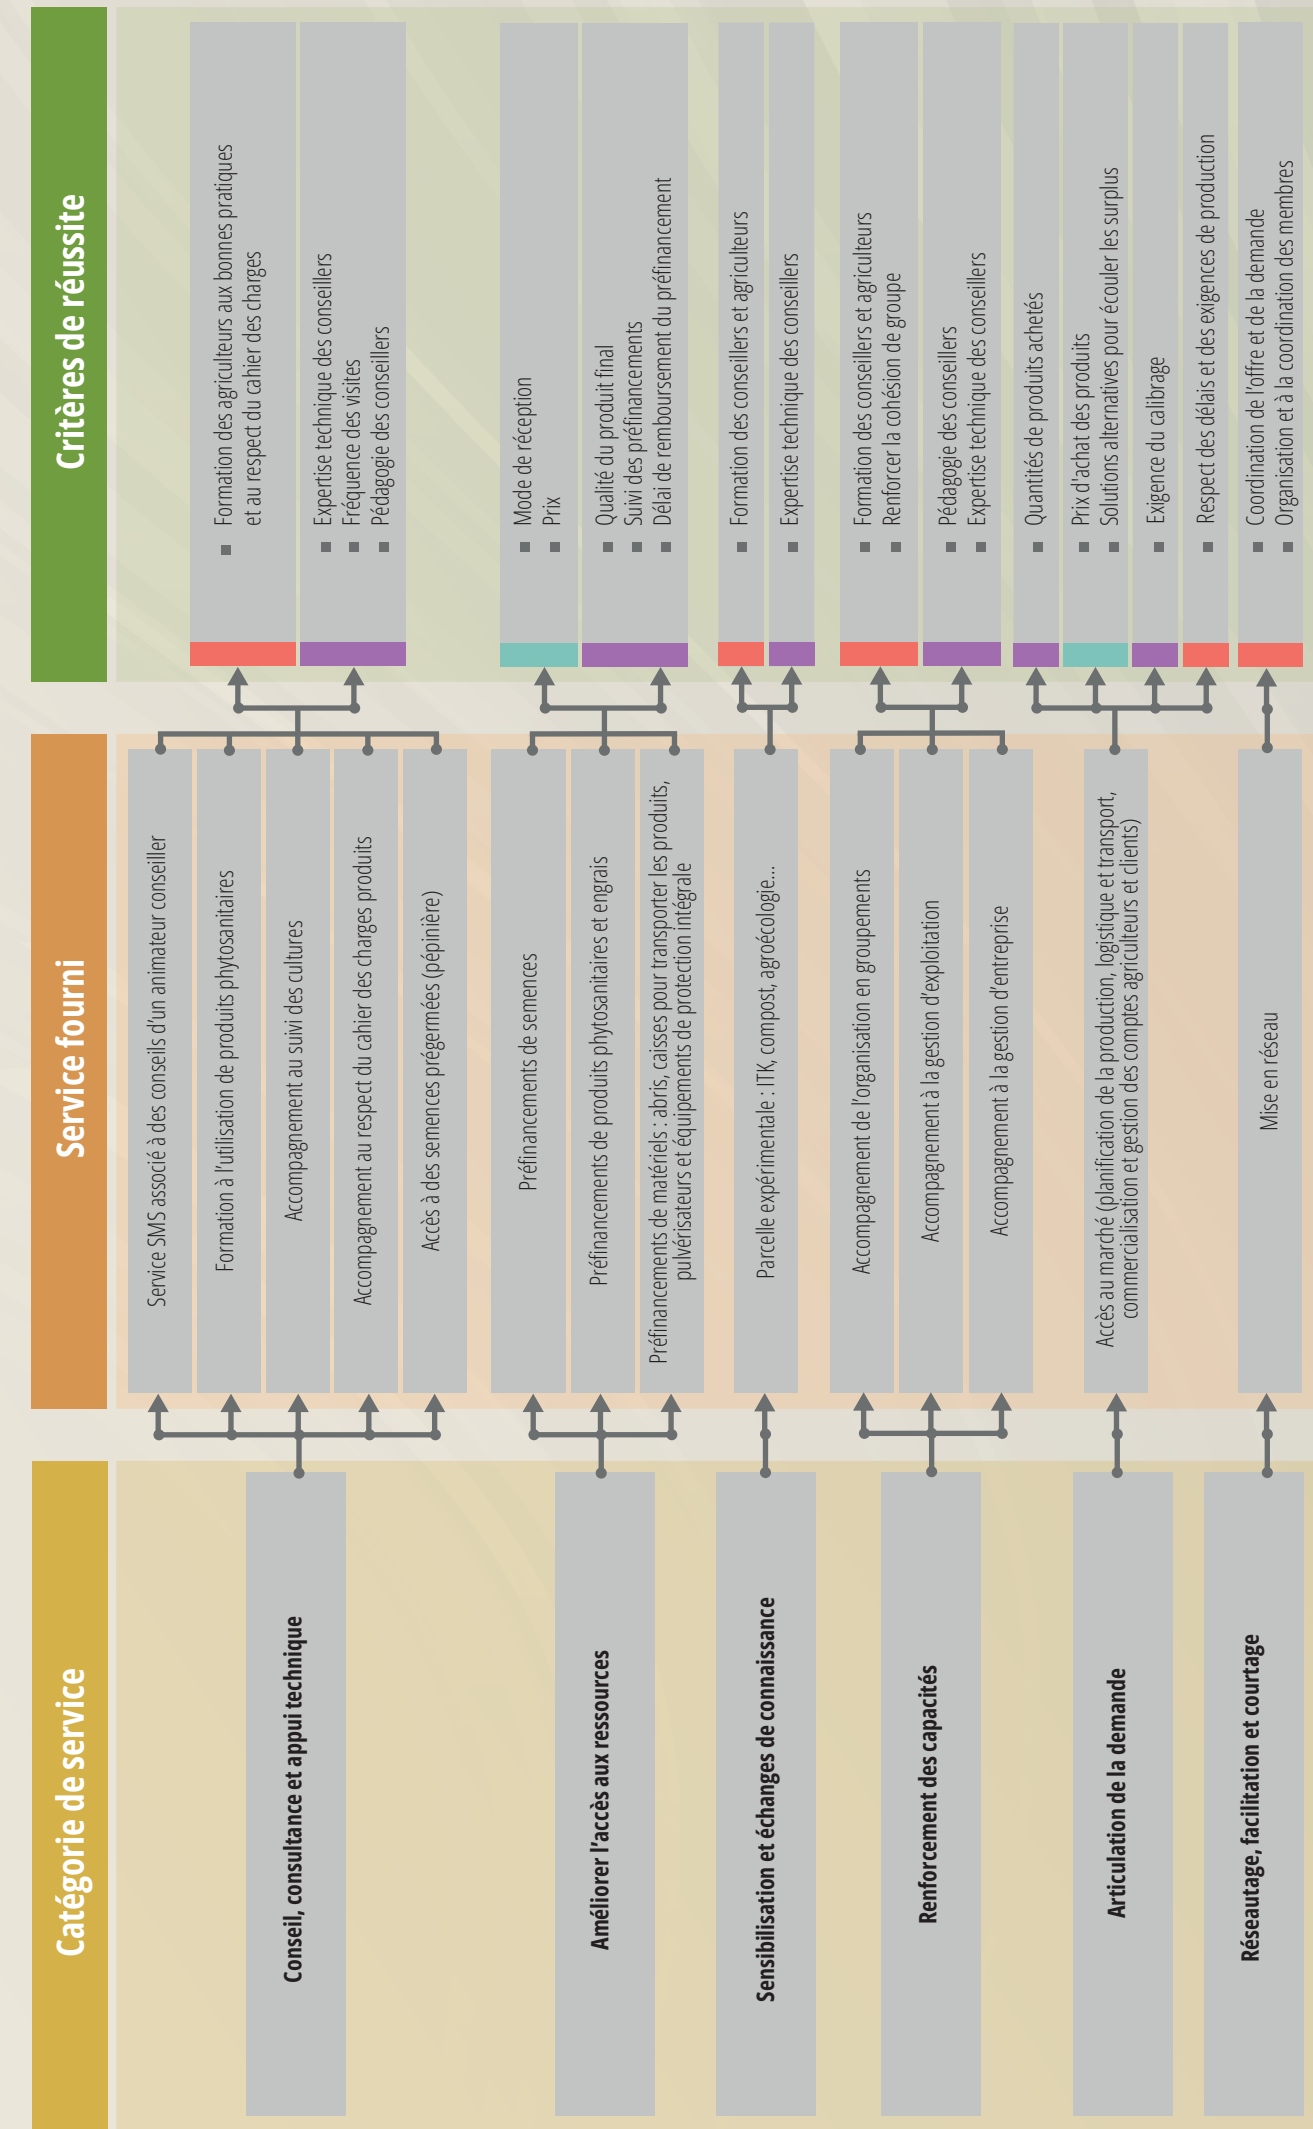 Catégorie de service
Service fourni
Critères de réussite
Conseil, consultance et appui technique
Service SMS associé à des conseils d'un animateur conseiller
Formation à l'utilisation de produits phytosanitaires
Accompagnement au suivi des cultures
Accompagnement au respect du cahier des charges produits
Accès à des semences prégermées (pépinière)
■ Formation des agriculteurs aux bonnes pratiques
et au respect du cahier des charges
■ Expertise technique des conseillers
■ Fréquence des visites
■ Pédagogie des conseillers
Améliorer l'accès aux ressources
Préfinancements de semences
Préfinancements de produits phytosanitaires et engrais
Préfinancements de matériels : abris, caisses pour transporter les produits,
pulvérisateurs et équipements de protection intégrale
■ Mode de réception
■ Prix
■ Qualité du produit final
■ Suivi des préfinancements
■ Délai de remboursement du préfinancement
Sensibilisation et échanges de connaissance
Parcelle expérimentale : ITK, compost, agroécologie...
■ Formation des conseillers et agriculteurs
■ Expertise technique des conseillers
Renforcement des capacités
Accompagnement de l'organisation en groupements
Accompagnement à la gestion d'exploitation
Accompagnement à la gestion d'entreprise
■ Formation des conseillers et agriculteurs
■ Renforcer la cohésion de groupe
■ Pédagogie des conseillers
■ Expertise technique des conseillers
Articulation de la demande
Accès au marché (planification de la production, logistique et transport,
commercialisation et gestion des comptes agriculteurs et clients)
■ Quantités de produits achetés
■ Prix d'achat des produits
■ Solutions alternatives pour écouler les surplus
■ Exigence du calibrage
■ Respect des délais et des exigences de production
Réseautage, facilitation et courtage
Mise en réseau
■ Coordination de l'offre et de la demande
■ Organisation et à la coordination des membres